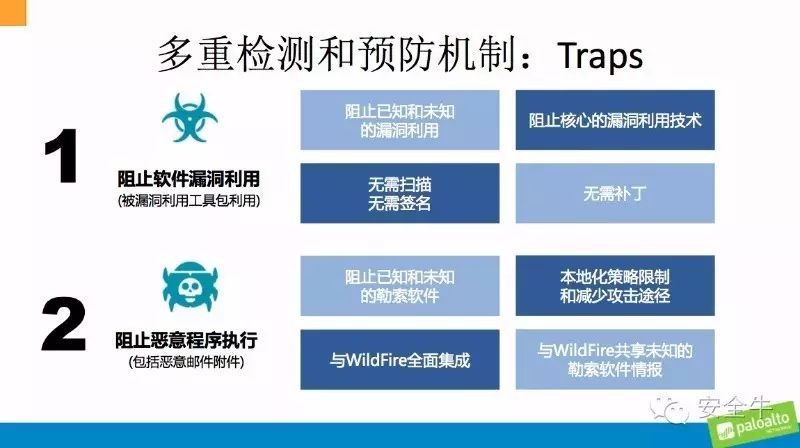 多重检测和预防机制：Traps
1
阻止软件漏洞利用
(被漏洞利用工具包利用)
阻止已知和未知
的漏洞利用
阻止核心的漏洞利用技术
无需扫描
无需签名
无需补丁
2
阻止恶意程序执行
(包括恶意邮件附件)
阻止已知和未知
的勒索软件
本地化策略限制
和减少攻击途径
与WildFire全面集成
与WildFire共享未知的
勒索软件情报
安全牛
paloalto